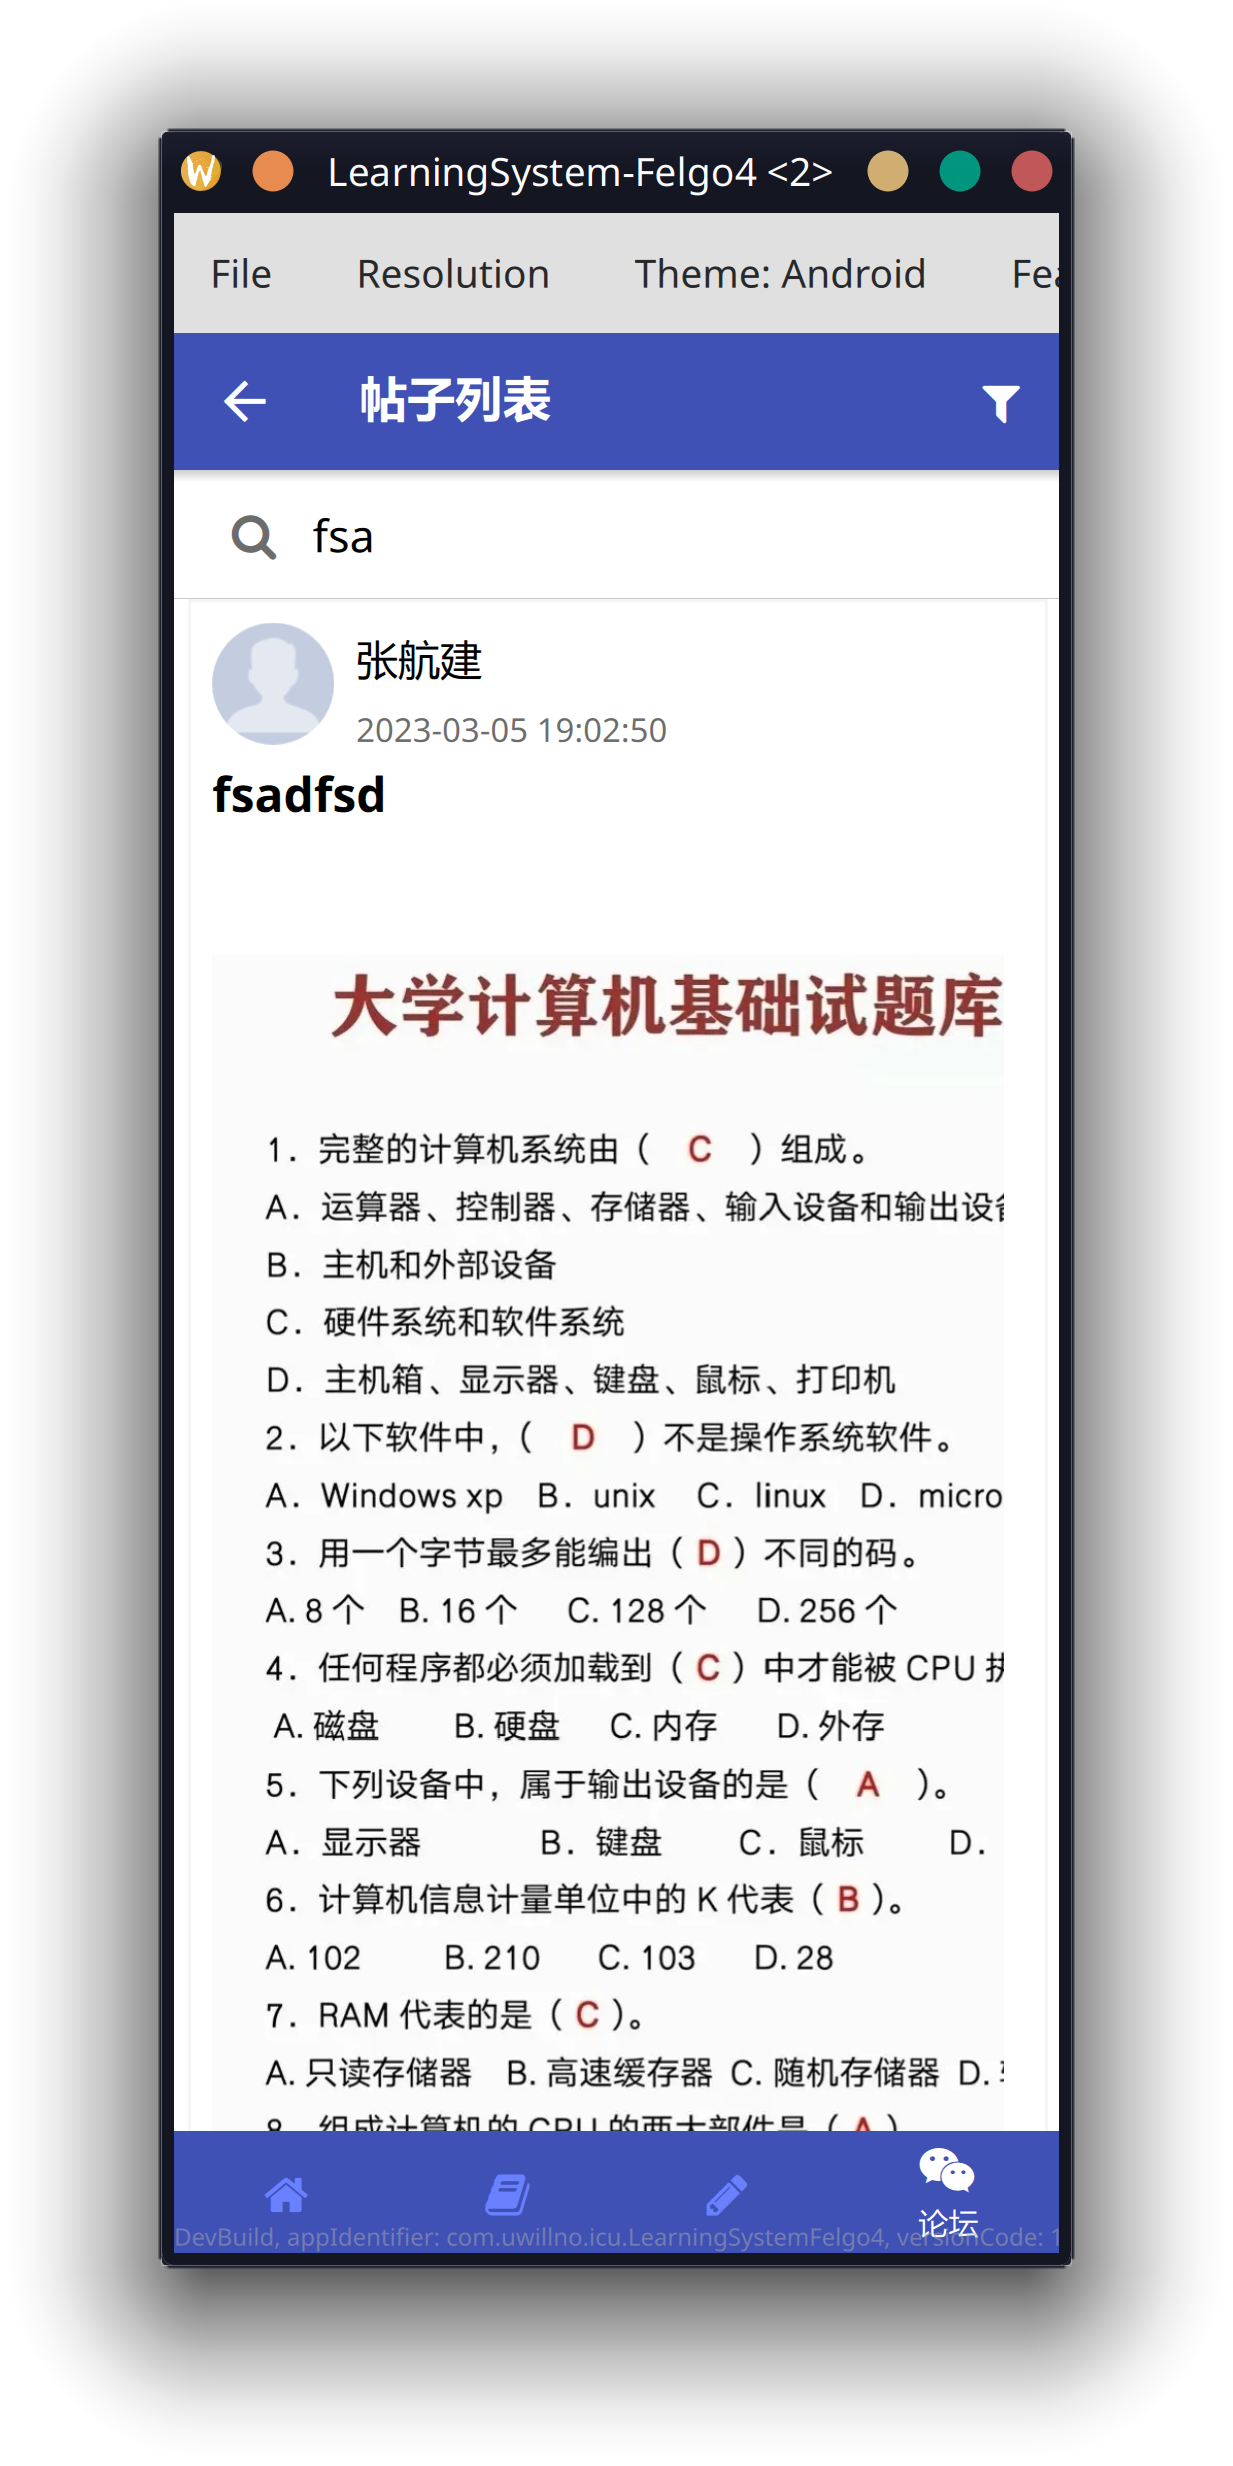 LearningSystem-Felgo4 <2>
File Resolution Theme: Android Fea
帖子列表
fsa
张航建
2023-03-05 19:02:50
fsadfsd
大学计算机基础试题库
1. 完整的计算机系统由（ C ）组成。
A. 运算器、控制器、存储器、输入设备和输出设备
B. 主机和外部设备
C. 硬件系统和软件系统
D. 主机箱、显示器、键盘、鼠标、打印机
2. 以下软件中，（ D ）不是操作系统软件。
A. Windows xp B. unix C. linux D. micro
3. 用一个字节最多能编出（ D ）不同的码。
A. 8 个 B. 16 个 C. 128 个 D. 256 个
4. 任何程序都必须加载到（ C ）中才能被 CPU 执
A. 磁盘 B. 硬盘 C. 内存 D. 外存
5. 下列设备中，属于输出设备的是（ A ）。
A. 显示器 B. 键盘 C. 鼠标 D.
6. 计算机信息计量单位中的 K 代表（ B ）。
A. 102 B. 210 C. 103 D. 28
7. RAM 代表的是（ C ）。
A. 只读存储器 B. 高速缓存器 C. 随机存储器 D.
8. 组成计算机的 CPU 的两大部件是（ A ）
论坛
DevBuild, appIdentifier: com.uwillno.icu.LearningSystemFelgo4, versionCode: 1